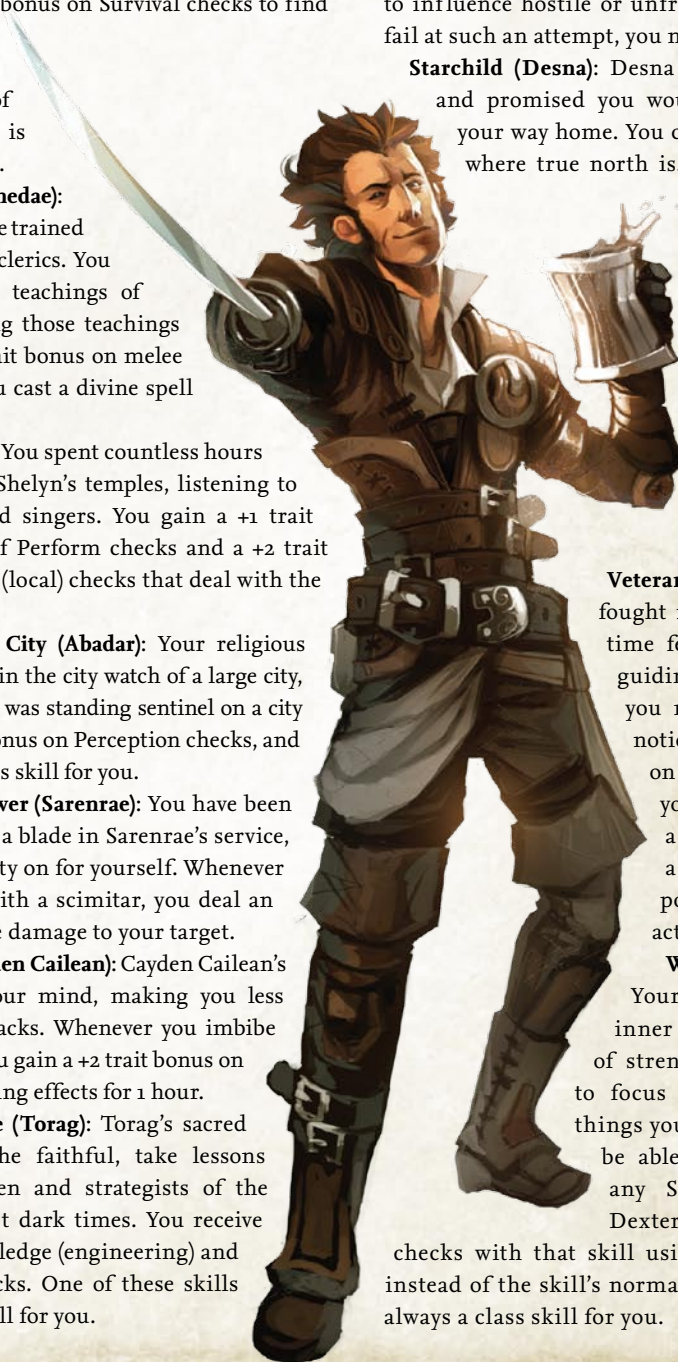 bonus on Survival checks to find
of
is
nedae):
e trained
clerics. You
teachings of
g those teachings
ait bonus on melee
u cast a divine spell
You spent countless hours
Shelyn’s temples, listening to
d singers. You gain a +1 trait
f Perform checks and a +2 trait
(local) checks that deal with the
City (Abadar): Your religious
in the city watch of a large city,
was standing sentinel on a city
onus on Perception checks, and
s skill for you.
wer (Sarenrae): You have been
a blade in Sarenrae’s service,
ty on for yourself. Whenever
with a scimitar, you deal an
e damage to your target.
en Cailean): Cayden Cailean’s
our mind, making you less
acks. Whenever you imbibe
u gain a +2 trait bonus on
ing effects for 1 hour.
e (Torag): Torag’s sacred
he faithful, take lessons
en and strategists of the
t dark times. You receive
ledge (engineering) and
cks. One of these skills
ll for you.
to influence hostile or unfr
fail at such an attempt, you n
Starchild (Desna): Desna
and promised you wou
your way home. You c
where true north is.
Veteran
fought i
time fe
guidin
you r
notic
on
yo
a
a
po
act
W
Your
inner
of stren
to focus
things you
be able
any S
Dexter
checks with that skill usi
instead of the skill’s norma
always a class skill for you.